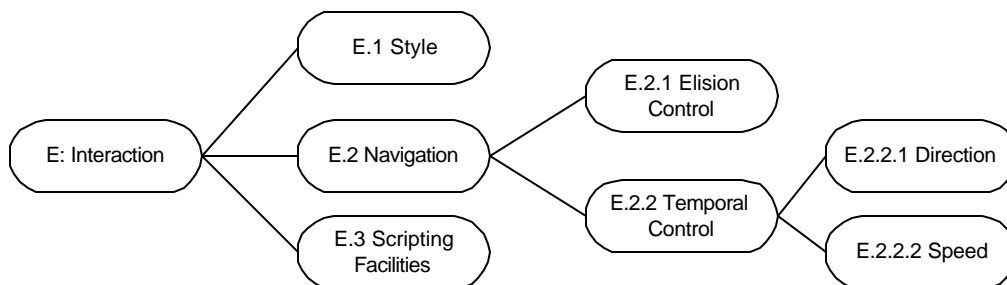 E: Interaction
E.1 Style
E.2 Navigation
E.3 Scripting
Facilities
E.2.1 Elision
Control
E.2.2 Temporal
Control
E.2.2.1 Direction
E.2.2.2 Speed